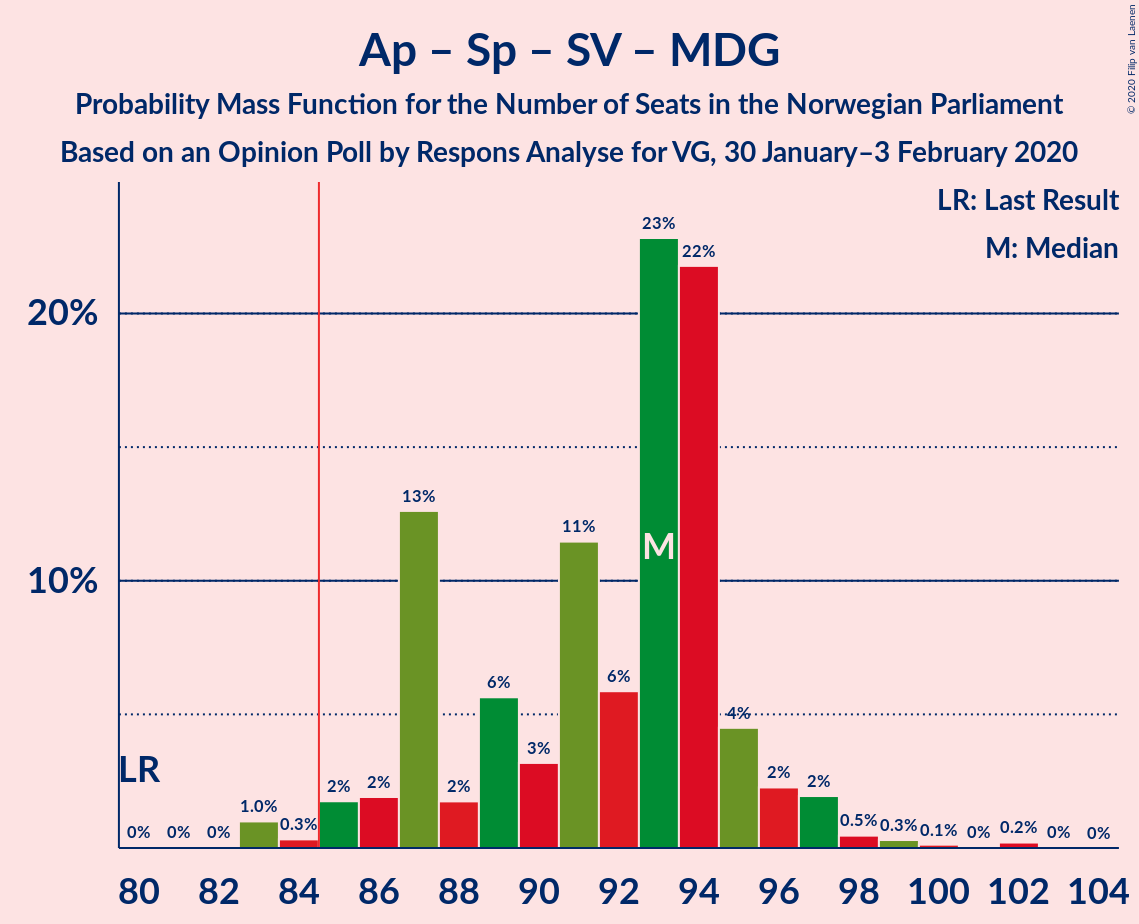 Ap – Sp – SV – MDG
Probability Mass Function for the Number of Seats in the Norwegian Parliament
Based on an Opinion Poll by Respons Analyse for VG, 30 January–3 February 2020
© 2020 Filip van Laenen
LR: Last Result
M: Median
20%
10%
LR
M
0% 0% 0% 1.0% 0.3% 2% 2% 13% 2% 6% 3% 11% 6% 23% 22% 4% 2% 2% 0.5% 0.3% 0.1% 0% 0.2% 0% 0%
80 82 84 86 88 90 92 94 96 98 100 102 104